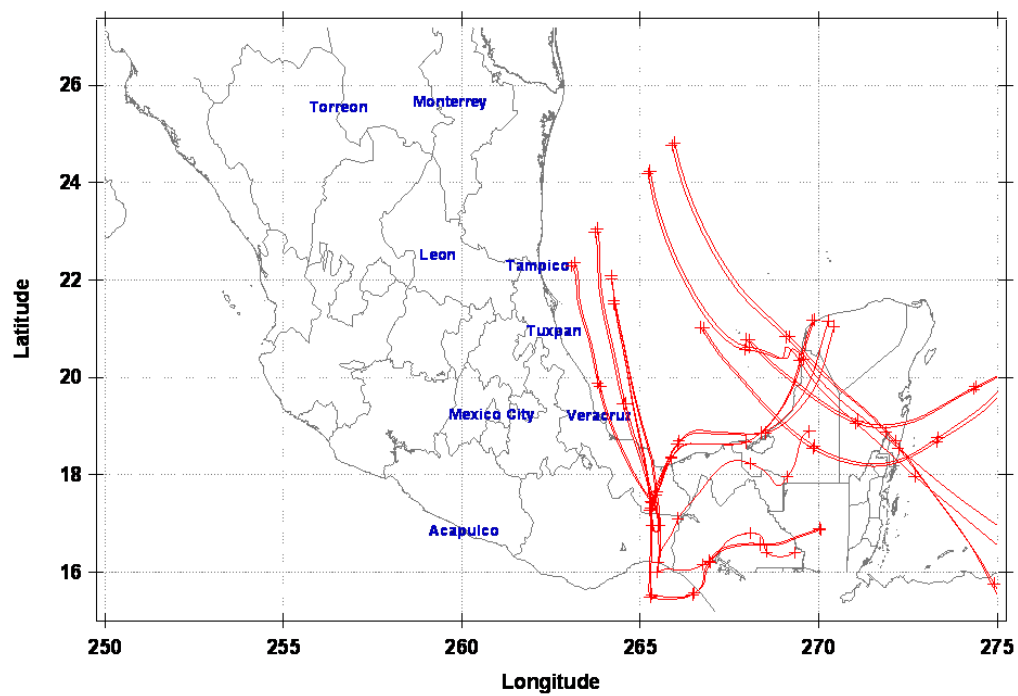 26
24
22
20
18
16
Latitude
Torreon
Monterrey
Leon
Tampico
Tuxpan
Mexico City
Veracruz
Acapulco
250
255
260
265
270
275
Longitude